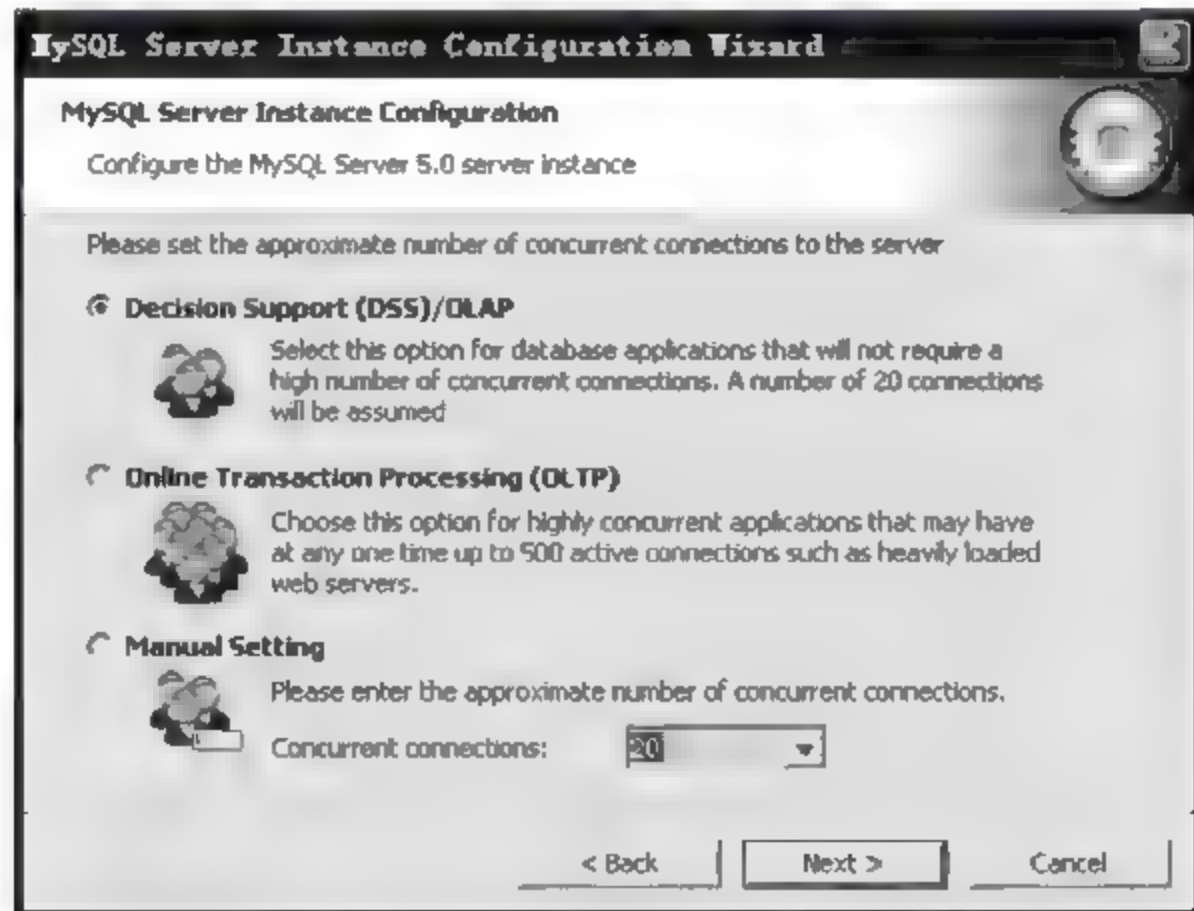 MySQL Server Instance Configuration Wizard
MySQL Server Instance Configuration
Configure the MySQL Server 5.0 server instance
Please set the approximate number of concurrent connections to the server
Decision Support (DSS)/OLAP
Select this option for database applications that will not require a
high number of concurrent connections. A number of 20 connections
will be assumed
Online Transaction Processing (OLTP)
Choose this option for highly concurrent applications that may have
at any one time up to 500 active connections such as heavily loaded
web servers.
Manual Setting
Please enter the approximate number of concurrent connections.
Concurrent connections: 20
< Back Next > Cancel